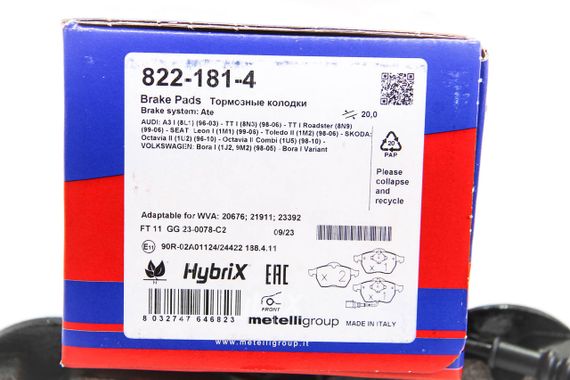 822-181-4
Brake Pads Тормозные колодки
Brake system: Ate
20,0
AUDI: A3 I (8L1) (96-03) - TT I (8N3) (98-06) - TT I Roadster (8N9)
(99-06) - SEAT: Leon I (1M1) (99-06) - Toledo II (1M2) (98-06) - SKODA:
Octavia II (1U2) (96-10) - Octavia II Combi (1U5) (98-10) -
VOLKSWAGEN: Bora I (1J2, 9M2) (98-05) - Bora I Variant
20
PAP
Please
collapse
and
recycle
Adaptable for WVA: 20676; 21911; 23392
FT 11 GG 23-0078-C2 09/23
E11 90R-02A01124/24422 188.4.11
HybriX
EAC
X 2
X
X
FRONT
8 032747 646823
metelligroup
MADE IN ITALY
www.metelligroup.it